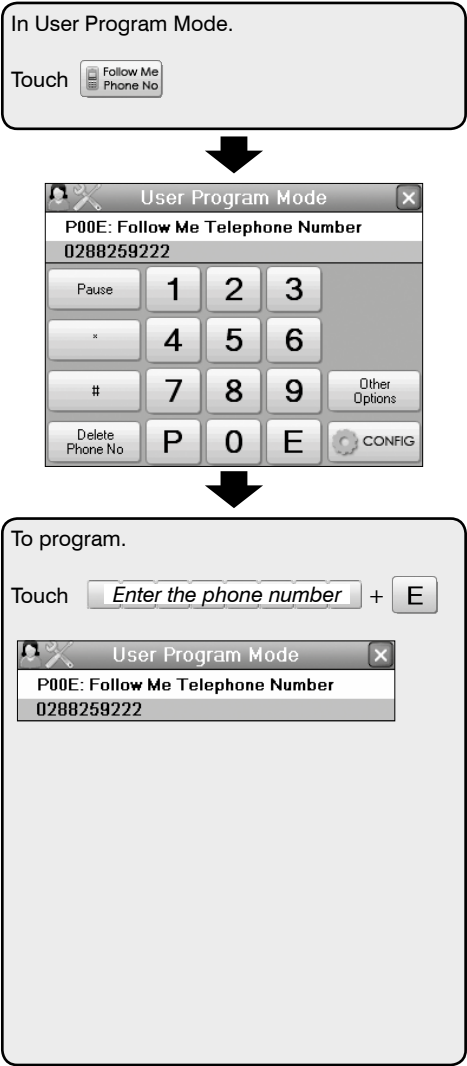 In User Program Mode.
Touch Follow Me Phone No
User Program Mode
P00E: Follow Me Telephone Number
0288259222
Pause 1 2 3
* 4 5 6
# 7 8 9 Other Options
Delete Phone No P 0 E CONFIG
To program.
Touch Enter the phone number + E
User Program Mode
P00E: Follow Me Telephone Number
0288259222